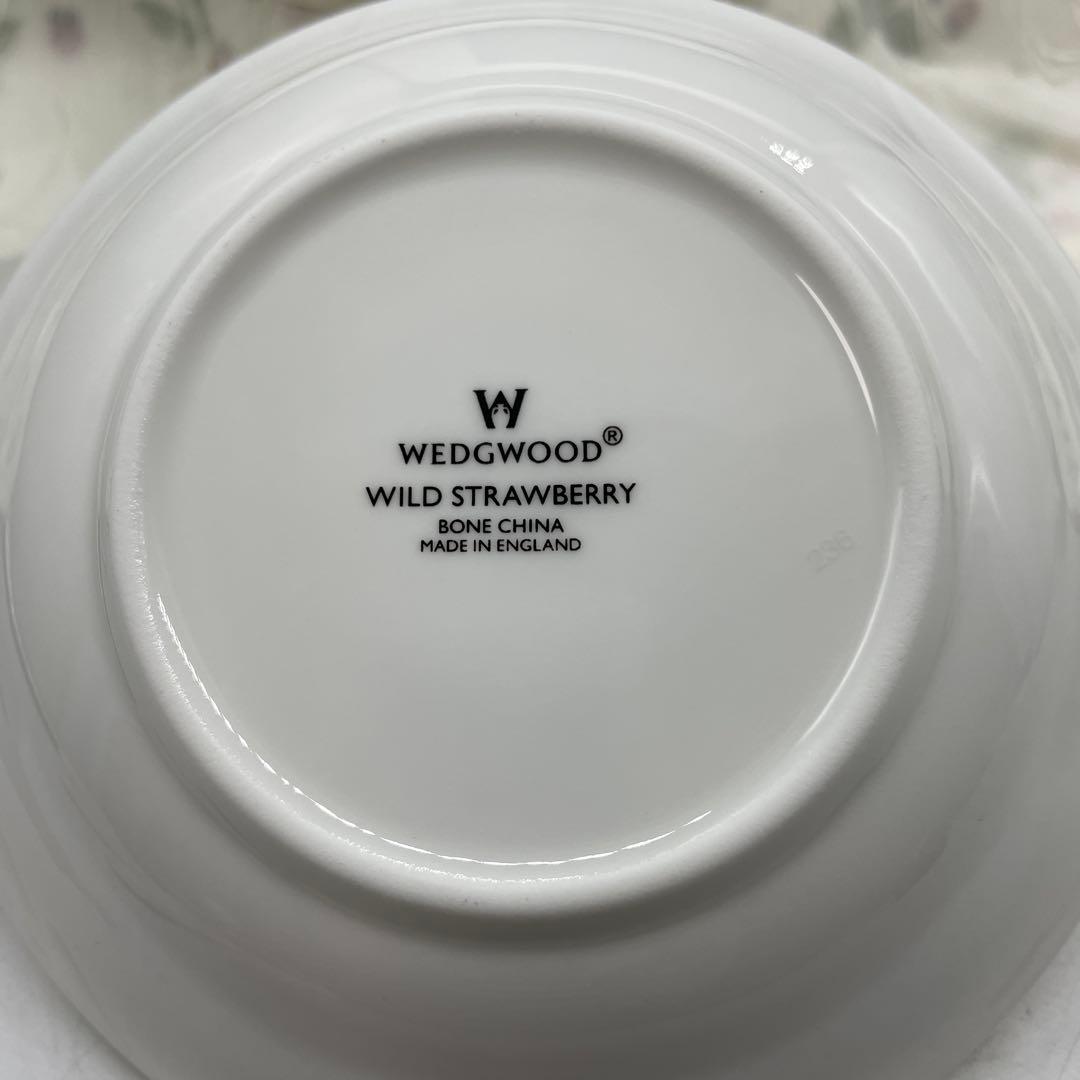 W
WEDGWOOD®
WILD STRAWBERRY
BONE CHINA
MADE IN ENGLAND